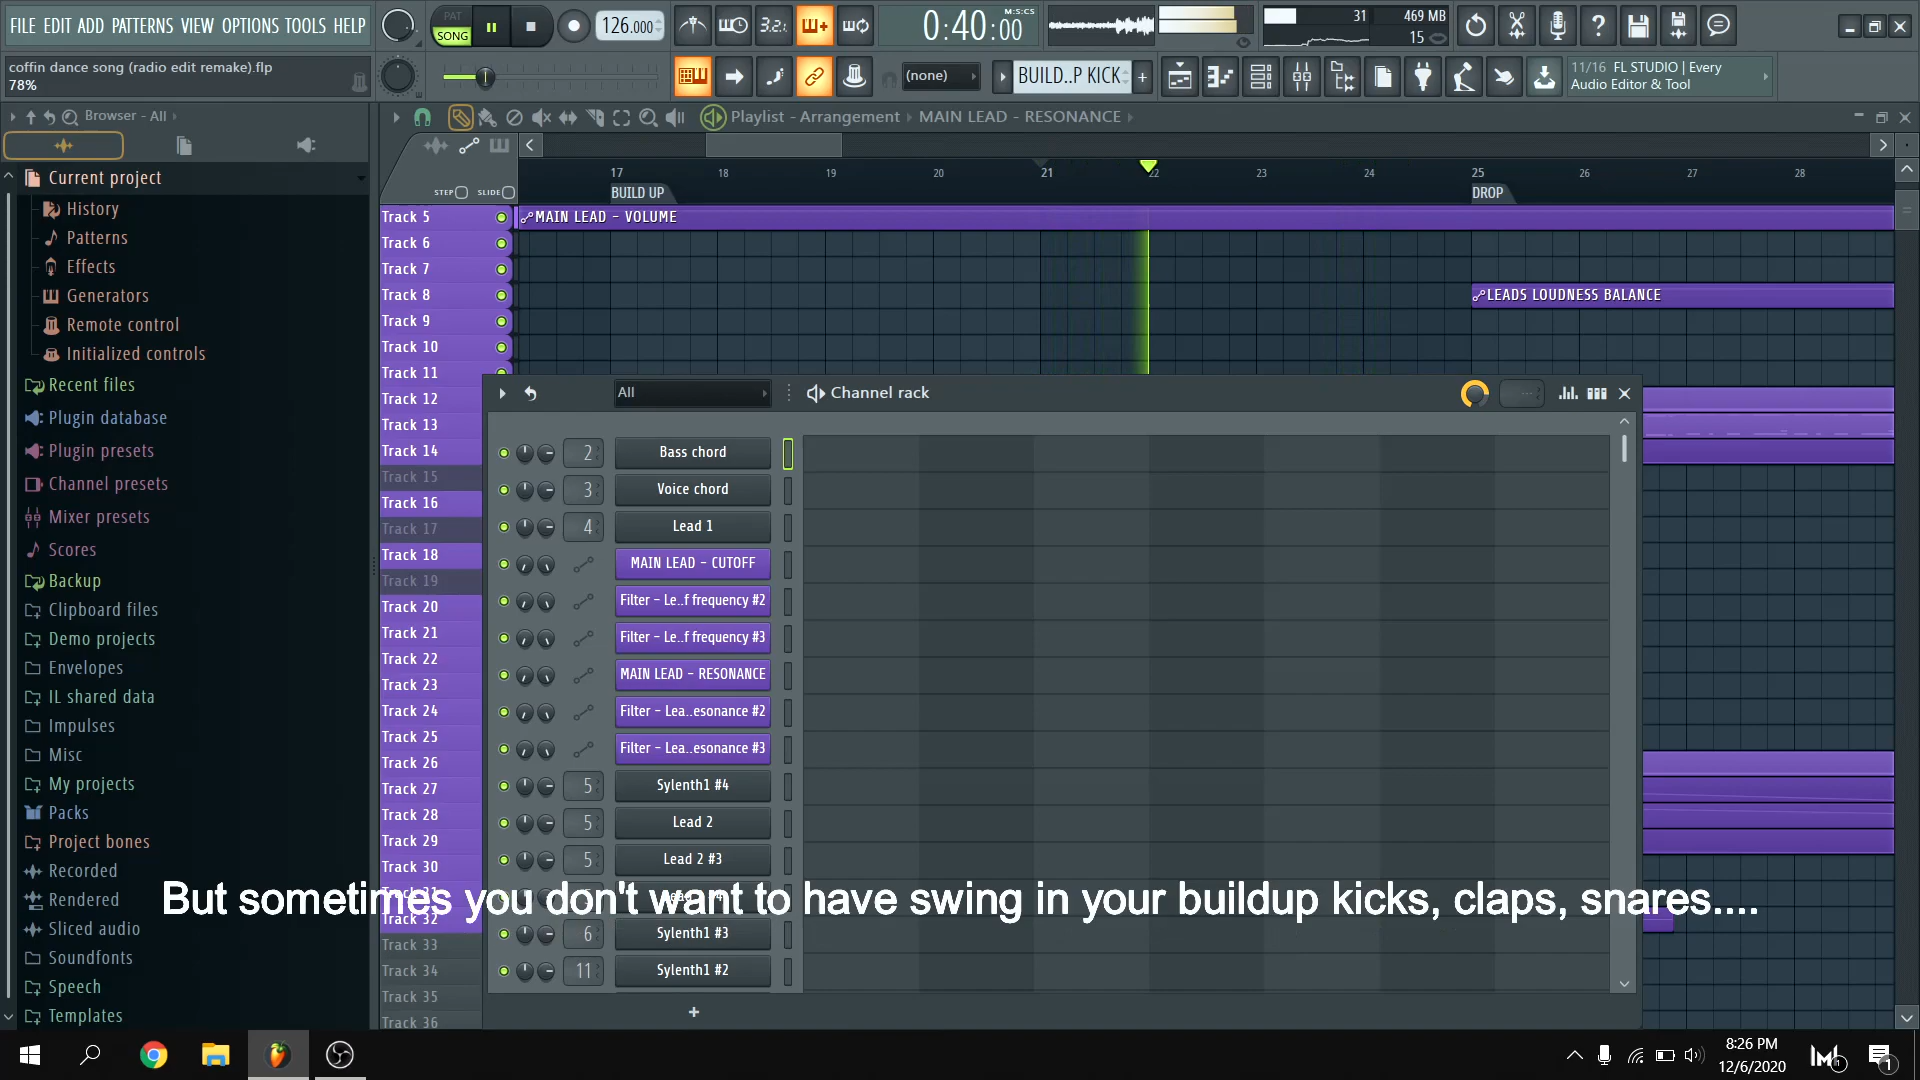 FILE EDIT ADD PATTERNS VIEW OPTIONS TOOLS HELP
PAT
SONG
126.000
3.2.
0:40:00
M:S:CS
31
469 MB
15
coffin dance song (radio edit remake).flp
78%
(none)
BUILD..P KICK
11/16 FL STUDIO | Every
Audio Editor & Tool
Browser - All
Playlist - Arrangement
MAIN LEAD - RESONANCE
Current project
History
Patterns
Effects
Generators
Remote control
Initialized controls
Recent files
Plugin database
Plugin presets
Channel presets
Mixer presets
Scores
Backup
Clipboard files
Demo projects
Envelopes
IL shared data
Impulses
Misc
My projects
Packs
Project bones
Recorded
Rendered
Sliced audio
Soundfonts
Speech
Templates
STEP
SLIDE
17
18
19
20
21
22
23
24
25
26
27
28
BUILD UP
DROP
Track 5
Track 6
Track 7
Track 8
Track 9
Track 10
Track 11
Track 12
Track 13
Track 14
Track 15
Track 16
Track 17
Track 18
Track 19
Track 20
Track 21
Track 22
Track 23
Track 24
Track 25
Track 26
Track 27
Track 28
Track 29
Track 30
Track 32
Track 33
Track 34
Track 35
Track 36
MAIN LEAD - VOLUME
LEADS LOUDNESS BALANCE
All
Channel rack
2
Bass chord
3
Voice chord
4
Lead 1
MAIN LEAD - CUTOFF
Filter - Le..f frequency #2
Filter - Le..f frequency #3
MAIN LEAD - RESONANCE
Filter - Lea..esonance #2
Filter - Lea..esonance #3
5
Sylenth1 #4
5
Lead 2
5
Lead 2 #3
But sometimes you don't want to have swing in your buildup kicks, claps, snares....
6
Sylenth1 #3
11
Sylenth1 #2
+
8:26 PM
12/6/2020
1